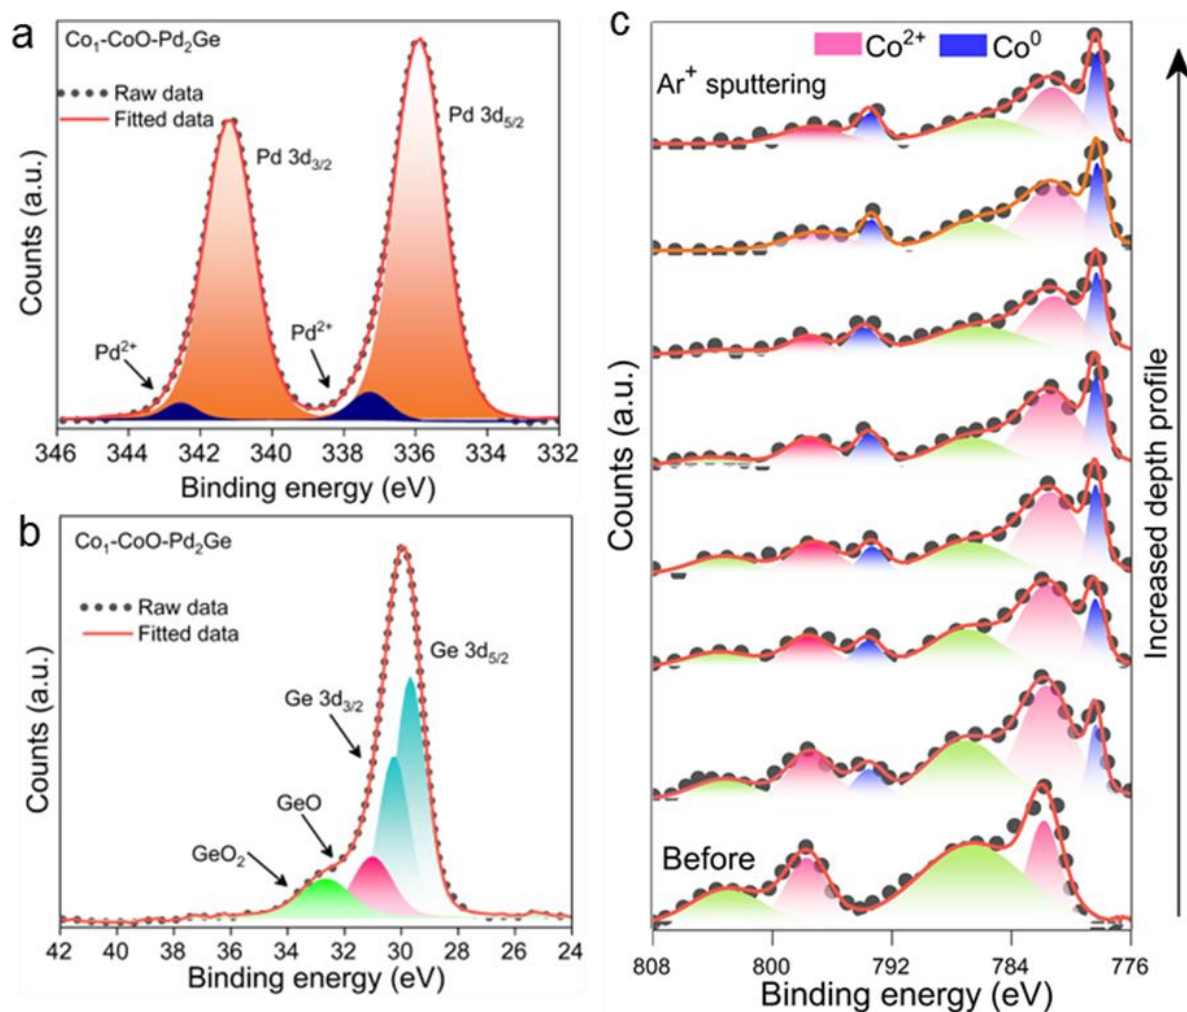 a
Co₁-CoO-Pd₂Ge
Raw data
Fitted data
Pd 3d₅/₂
Pd 3d₃/₂
Pd²⁺
Pd²⁺
Counts (a.u.)
346 344 342 340 338 336 334 332
Binding energy (eV)
b
Co₁-CoO-Pd₂Ge
Raw data
Fitted data
Ge 3d₅/₂
Ge 3d₃/₂
GeO
GeO₂
Counts (a.u.)
42 40 38 36 34 32 30 28 26 24
Binding energy (eV)
c
Co²⁺ Co⁰
Ar⁺ sputtering
Before
Counts (a.u.)
Increased depth profile
808 800 792 784 776
Binding energy (eV)